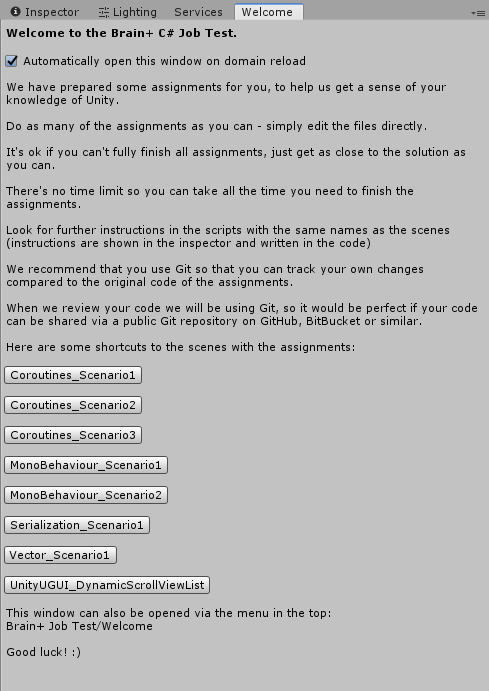 Inspector Lighting Services Welcome
Welcome to the Brain+ C# Job Test.
Automatically open this window on domain reload
We have prepared some assignments for you, to help us get a sense of your
knowledge of Unity.
Do as many of the assignments as you can - simply edit the files directly.
It's ok if you can't fully finish all assignments, just get as close to the solution as
you can.
There's no time limit so you can take all the time you need to finish the
assignments.
Look for further instructions in the scripts with the same names as the scenes
(instructions are shown in the inspector and written in the code)
We recommend that you use Git so that you can track your own changes
compared to the original code of the assignments.
When we review your code we will be using Git, so it would be perfect if your code
can be shared via a public Git repository on GitHub, BitBucket or similar.
Here are some shortcuts to the scenes with the assignments:
Coroutines_Scenario1
Coroutines_Scenario2
Coroutines_Scenario3
MonoBehaviour_Scenario1
MonoBehaviour_Scenario2
Serialization_Scenario1
Vector_Scenario1
UnityUGUI_DynamicScrollViewList
This window can also be opened via the menu in the top:
Brain+ Job Test/Welcome
Good luck! :)